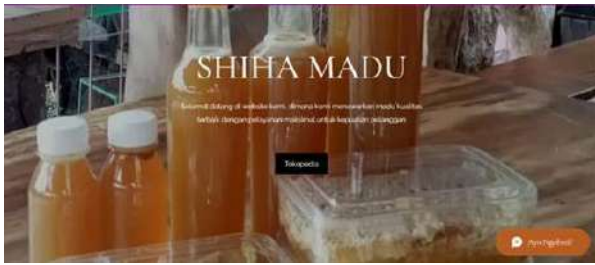 SHIHA MADU
Selamat datang di website kami, dimana kami menawarkan madu kualitas
terbaik dengan pelayanan maksimal untuk kepuasan pelanggan
Tokopedia